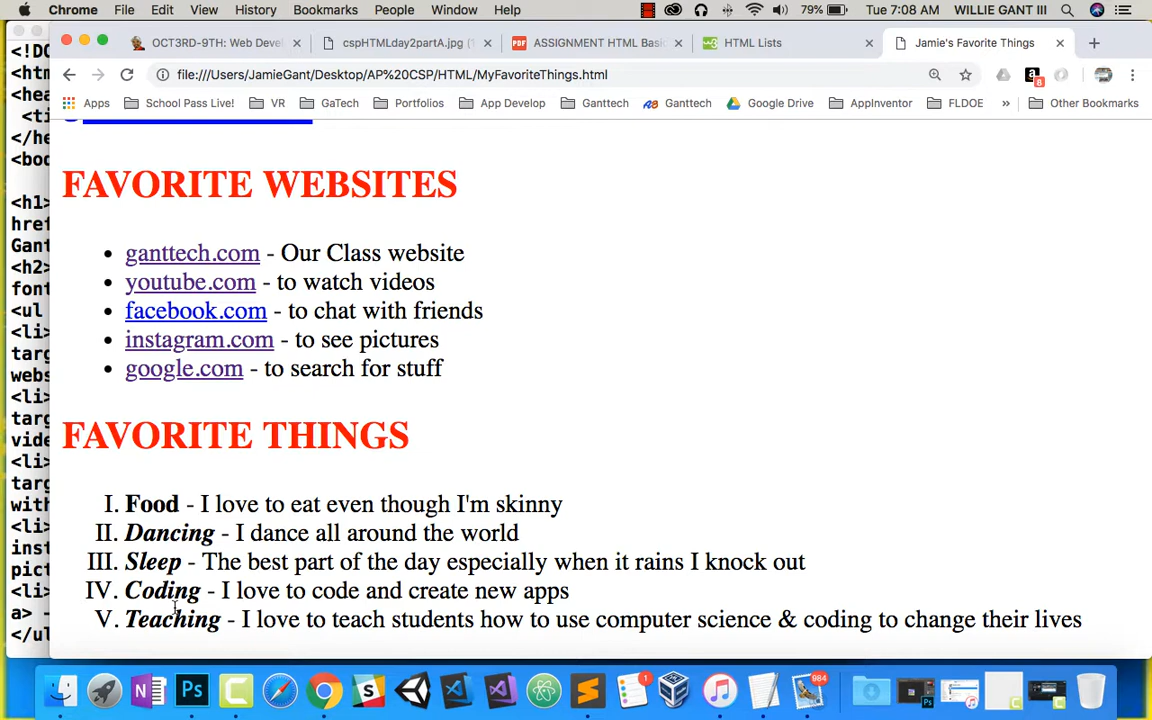 Chrome File Edit View History Bookmarks People Window Help 79% Tue 7:08 AM WILLIE GANT III
OCT3RD-9TH: Web Devel × cspHTMLday2partA.jpg (1 × PDF ASSIGNMENT HTML Basi × HTML Lists × Jamie's Favorite Things × +
file:///Users/JamieGant/Desktop/AP%20CSP/HTML/MyFavoriteThings.html
Apps School Pass Live! VR GaTech Portfolios App Develop Ganttech Ganttech Google Drive AppInventor FLDOE » Other Bookmarks
<!DO
<htm
<hea
<ti
</he
<bod
<h1
href
Gant
<h2
font
<ul
<li>
targ
webs
<li>
targ
vide
<li>
targ
with
<li>
inst
pict
<li>
a> -
</ul
FAVORITE WEBSITES
• ganttech.com - Our Class website
• youtube.com - to watch videos
• facebook.com - to chat with friends
• instagram.com - to see pictures
• google.com - to search for stuff
FAVORITE THINGS
I. Food - I love to eat even though I'm skinny
II. Dancing - I dance all around the world
III. Sleep - The best part of the day especially when it rains I knock out
IV. Coding - I love to code and create new apps
V. Teaching - I love to teach students how to use computer science & coding to change their lives
1
984